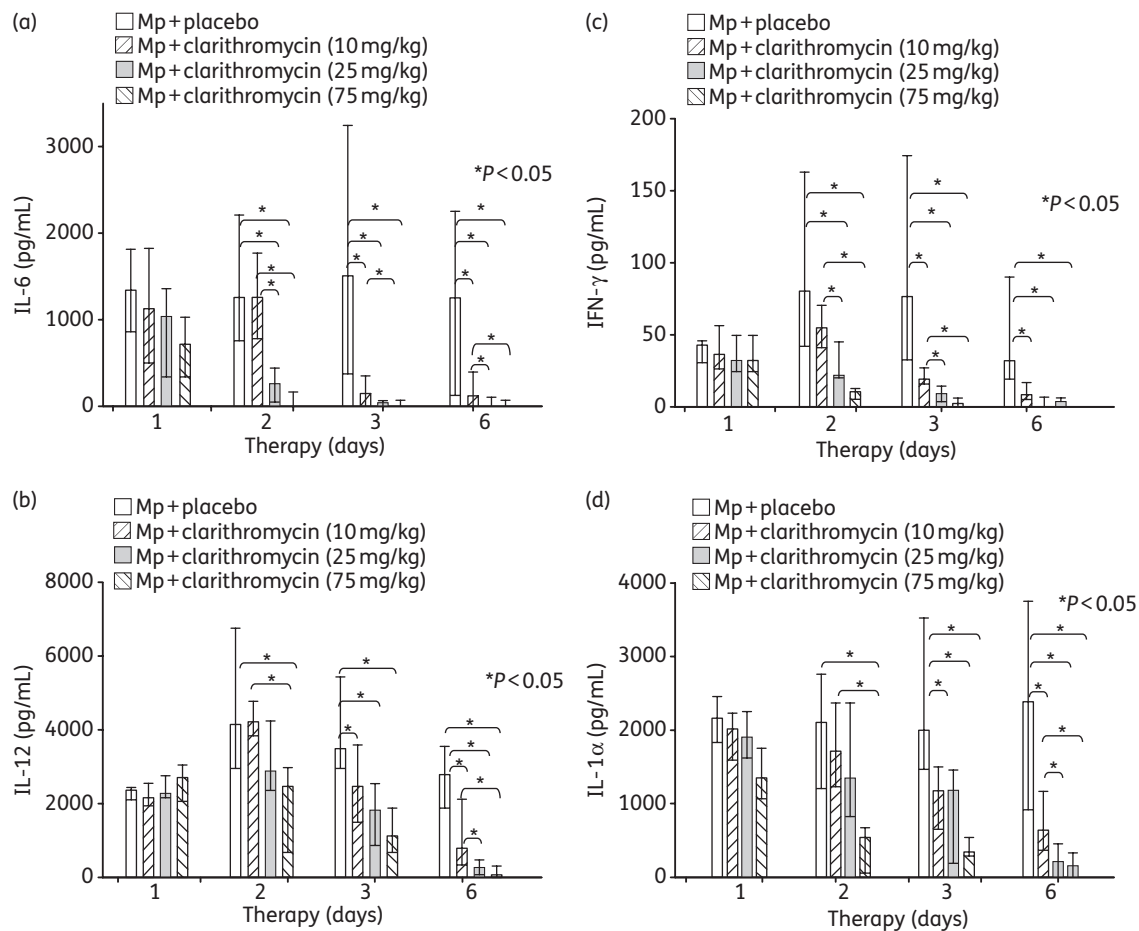 (a)
Mp+placebo
Mp+clarithromycin (10 mg/kg)
Mp+clarithromycin (25 mg/kg)
Mp+clarithromycin (75 mg/kg)
IL-6 (pg/mL)
3000
2000
1000
0
*P<0.05
* * * * * * * * * * * * *
1 2 3 6
Therapy (days)
(c)
Mp+placebo
Mp+clarithromycin (10 mg/kg)
Mp+clarithromycin (25 mg/kg)
Mp+clarithromycin (75 mg/kg)
IFN-γ (pg/mL)
200
150
100
50
0
*P<0.05
* * * * * * * * * * * *
1 2 3 6
Therapy (days)
(b)
Mp+placebo
Mp+clarithromycin (10 mg/kg)
Mp+clarithromycin (25 mg/kg)
Mp+clarithromycin (75 mg/kg)
IL-12 (pg/mL)
8000
6000
4000
2000
0
*P<0.05
* * * * * * * * * *
1 2 3 6
Therapy (days)
(d)
Mp+placebo
Mp+clarithromycin (10 mg/kg)
Mp+clarithromycin (25 mg/kg)
Mp+clarithromycin (75 mg/kg)
IL-1α (pg/mL)
4000
3000
2000
1000
0
*P<0.05
* * * * * * * * * *
1 2 3 6
Therapy (days)